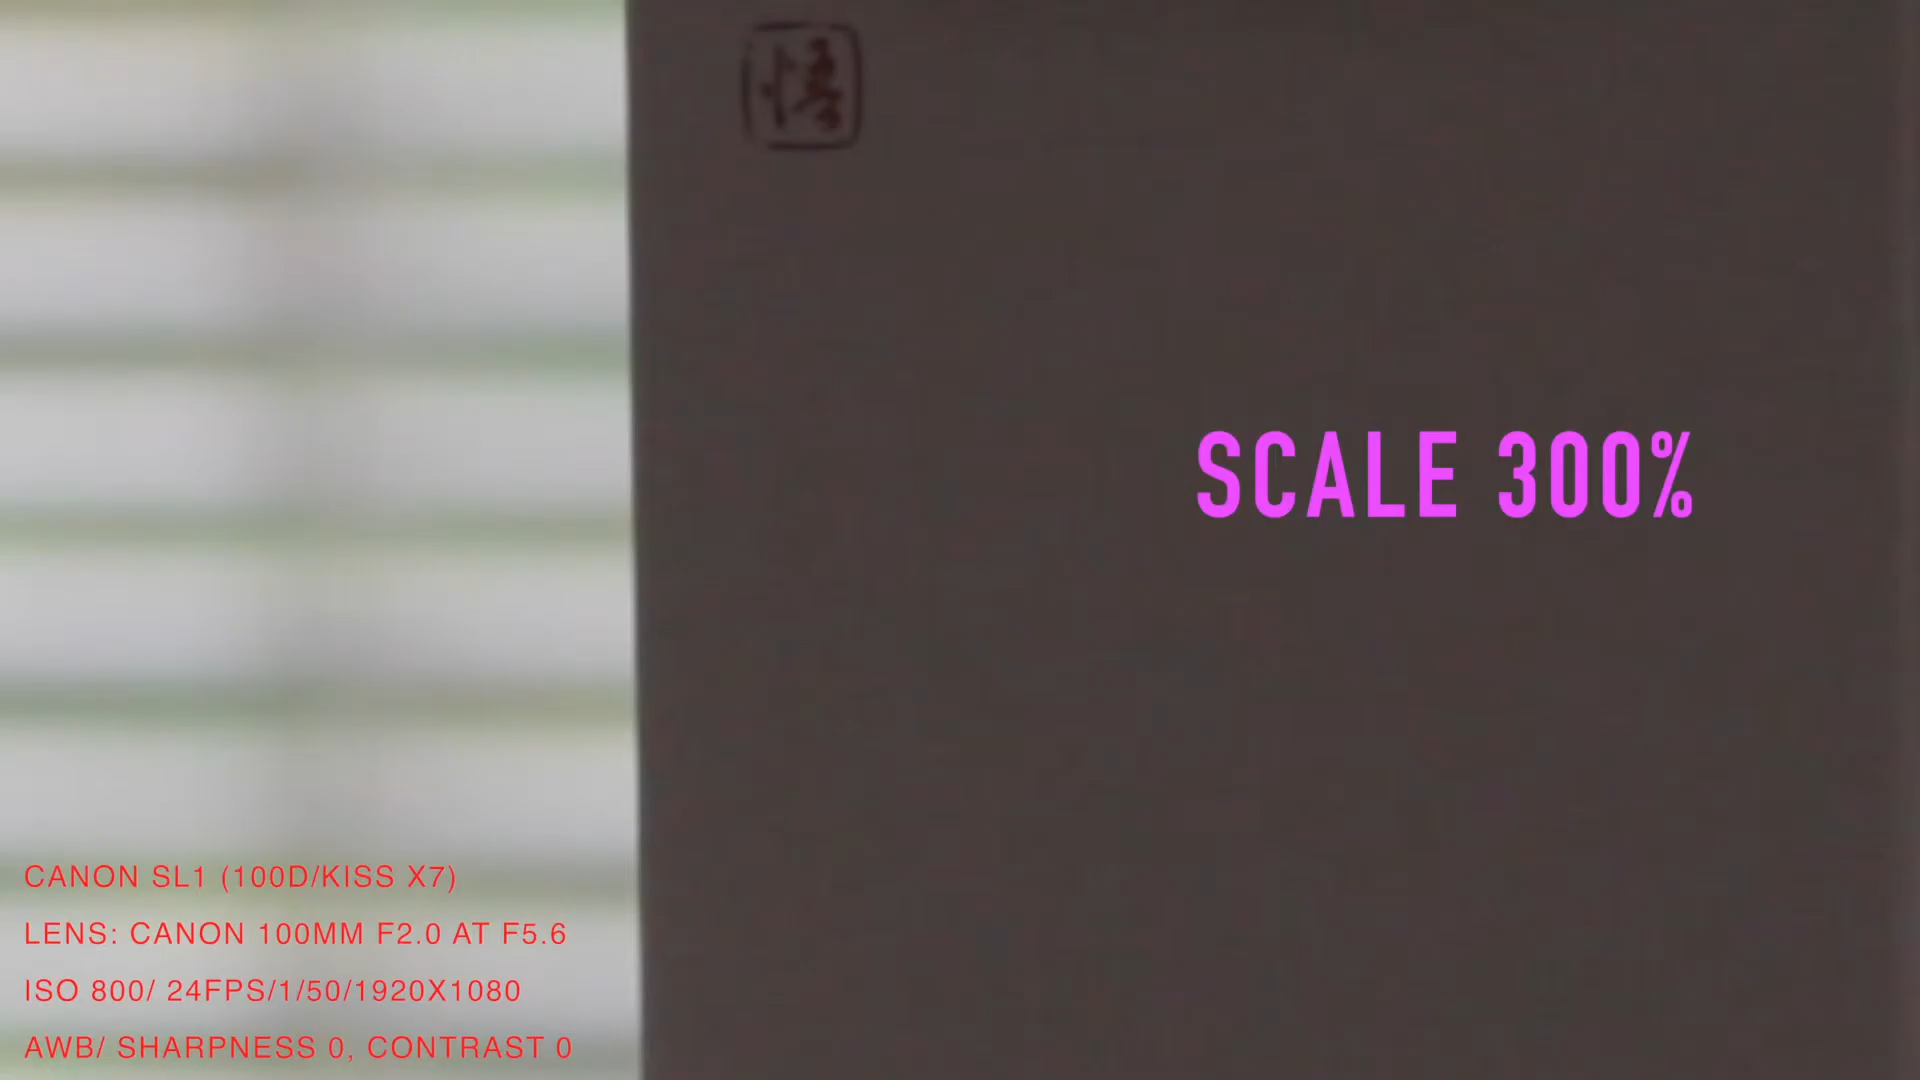 悟
SCALE 300%
CANON SL1 (100D/KISS X7)
LENS: CANON 100MM F2.0 AT F5.6
ISO 800/ 24FPS/1/50/1920X1080
AWB/ SHARPNESS 0, CONTRAST 0